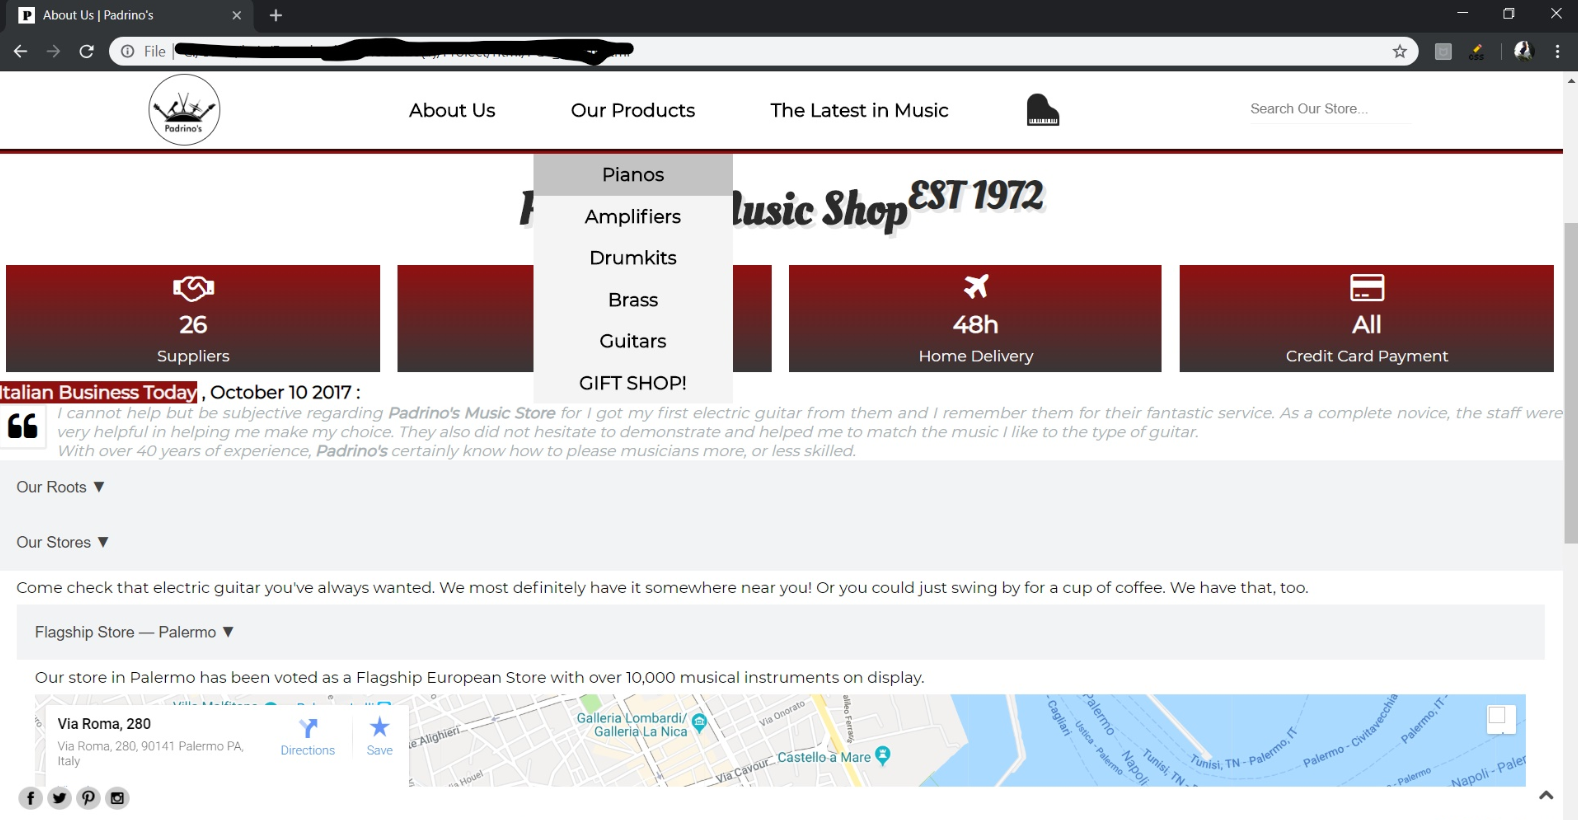 About Us | Padrino's
File
Padrino's
About Us
Our Products
The Latest in Music
Search Our Store...
Pianos
Amplifiers
Drumkits
Brass
Guitars
GIFT SHOP!
Music Shop EST 1972
26
Suppliers
48h
Home Delivery
All
Credit Card Payment
Italian Business Today , October 10 2017 :
I cannot help but be subjective regarding Padrino's Music Store for I got my first electric guitar from them and I remember them for their fantastic service. As a complete novice, the staff were
very helpful in helping me make my choice. They also did not hesitate to demonstrate and helped me to match the music I like to the type of guitar.
With over 40 years of experience, Padrino's certainly know how to please musicians more, or less skilled.
Our Roots ▼
Our Stores ▼
Come check that electric guitar you've always wanted. We most definitely have it somewhere near you! Or you could just swing by for a cup of coffee. We have that, too.
Flagship Store — Palermo ▼
Our store in Palermo has been voted as a Flagship European Store with over 10,000 musical instruments on display.
Via Roma, 280
Via Roma, 280, 90141 Palermo PA,
Italy
Directions
Save
Galleria Lombardi/
Galleria La Nica
Via Onorato
Castello a Mare
Via Cavour
e Alighieri
Cagliari
Palermo
Ustica - Palermo
Napoli
Tunisi, TN - Palermo, IT
Tunisi, TN
Palermo - Civitavecchia
Palermo, IT
Palermo
Napoli - Paler